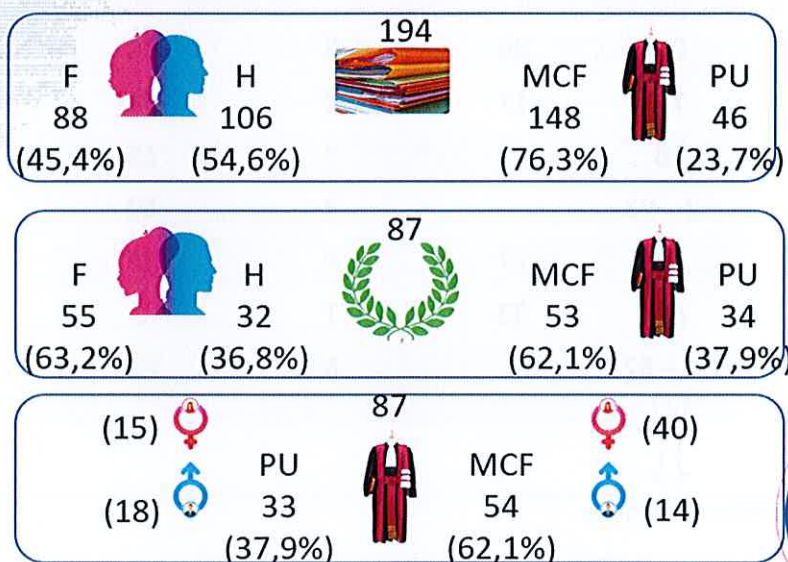 194
F H MCF PU
88 106 148 46
(45,4%) (54,6%) (76,3%) (23,7%)
87
F H MCF PU
55 32 53 34
(63,2%) (36,8%) (62,1%) (37,9%)
87
(15) (40)
PU MCF
(18) 33 54 (14)
(37,9%) (62,1%)